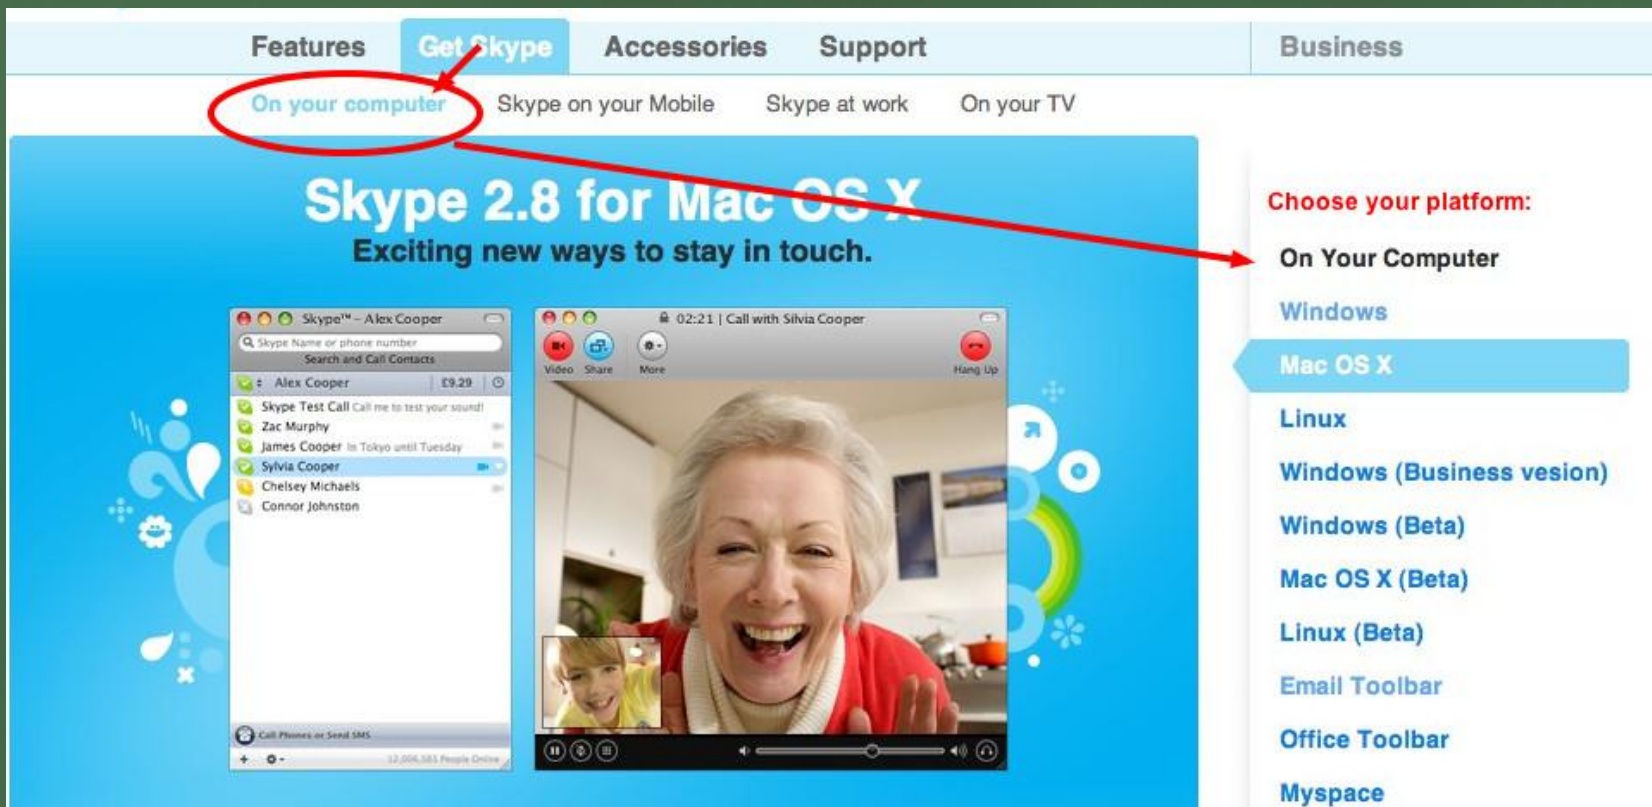 Features Get Skype Accessories Support Business
On your computer Skype on your Mobile Skype at work On your TV
Skype 2.8 for Mac OS X
Exciting new ways to stay in touch.
Skype™ – Alex Cooper
Skype Name or phone number
Search and Call Contacts
Alex Cooper £9.29
Skype Test Call Call me to test your sound!
Zac Murphy
James Cooper In Tokyo until Tuesday
Sylvia Cooper
Chelsey Michaels
Connor Johnston
Call Phones or Send SMS
People Online
02:21 | Call with Silvia Cooper
Video Share More Hang Up
Choose your platform:
On Your Computer
Windows
Mac OS X
Linux
Windows (Business vesion)
Windows (Beta)
Mac OS X (Beta)
Linux (Beta)
Email Toolbar
Office Toolbar
Myspace